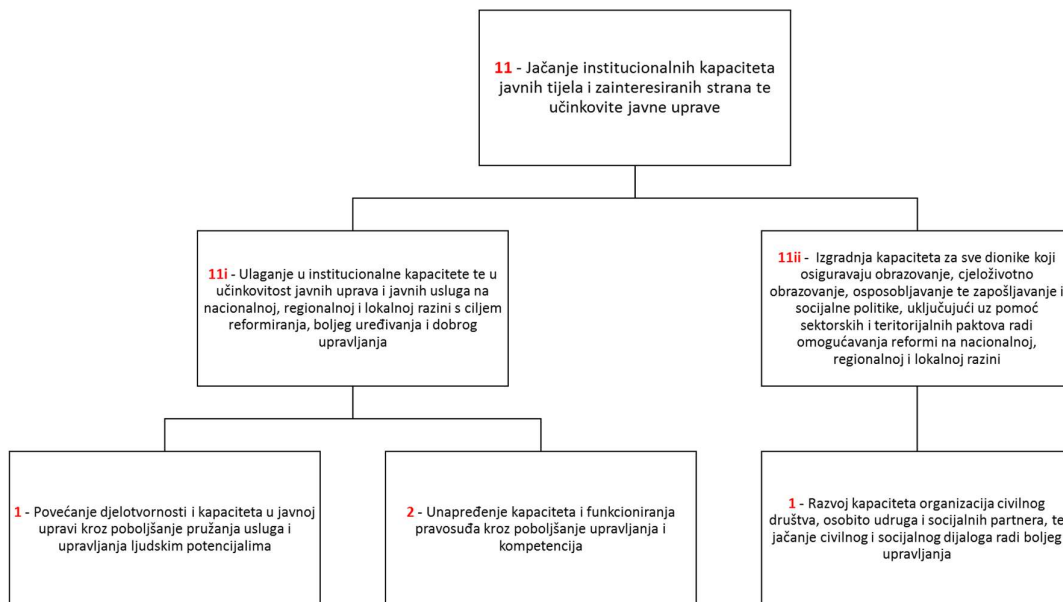 11 - Jačanje institucionalnih kapaciteta
javnih tijela i zainteresiranih strana te
učinkovite javne uprave
11i - Ulaganje u institucionalne kapacitete te u
učinkovitost javnih uprava i javnih usluga na
nacionalnoj, regionalnoj i lokalnoj razini s ciljem
reformiranja, boljeg uređivanja i dobrog
upravljanja
11ii - Izgradnja kapaciteta za sve dionike koji
osiguravaju obrazovanje, cjeloživotno
obrazovanje, osposobljavanje te zapošljavanje i
socijalne politike, uključujući uz pomoć
sektorskih i teritorijalnih paktova radi
omogućavanja reformi na nacionalnoj,
regionalnoj i lokalnoj razini
1 - Povećanje djelotvornosti i kapaciteta u javnoj
upravi kroz poboljšanje pružanja usluga i
upravljanja ljudskim potencijalima
2 - Unapređenje kapaciteta i funkcioniranja
pravosuđa kroz poboljšanje upravljanja i
kompetencija
1 - Razvoj kapaciteta organizacija civilnog
društva, osobito udruga i socijalnih partnera, te
jačanje civilnog i socijalnog dijaloga radi boljeg
upravljanja